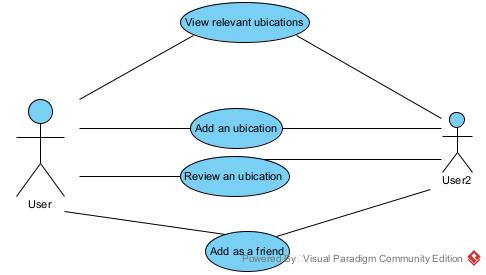 View relevant ubications
Add an ubication
Review an ubication
User2
User
Add as a friend
Powered By Visual Paradigm Community Edition